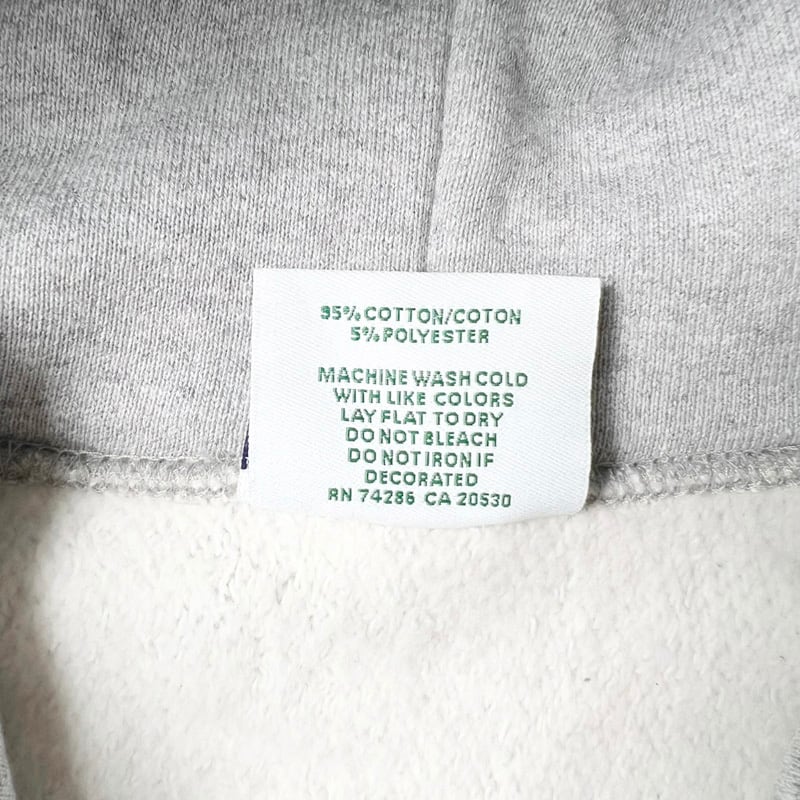 95% COTTON/COTON
5% POLYESTER
MACHINE WASH COLD
WITH LIKE COLORS
LAY FLAT TO DRY
DO NOT BLEACH
DO NOT IRON IF
DECORATED
RN 74286 CA 20530